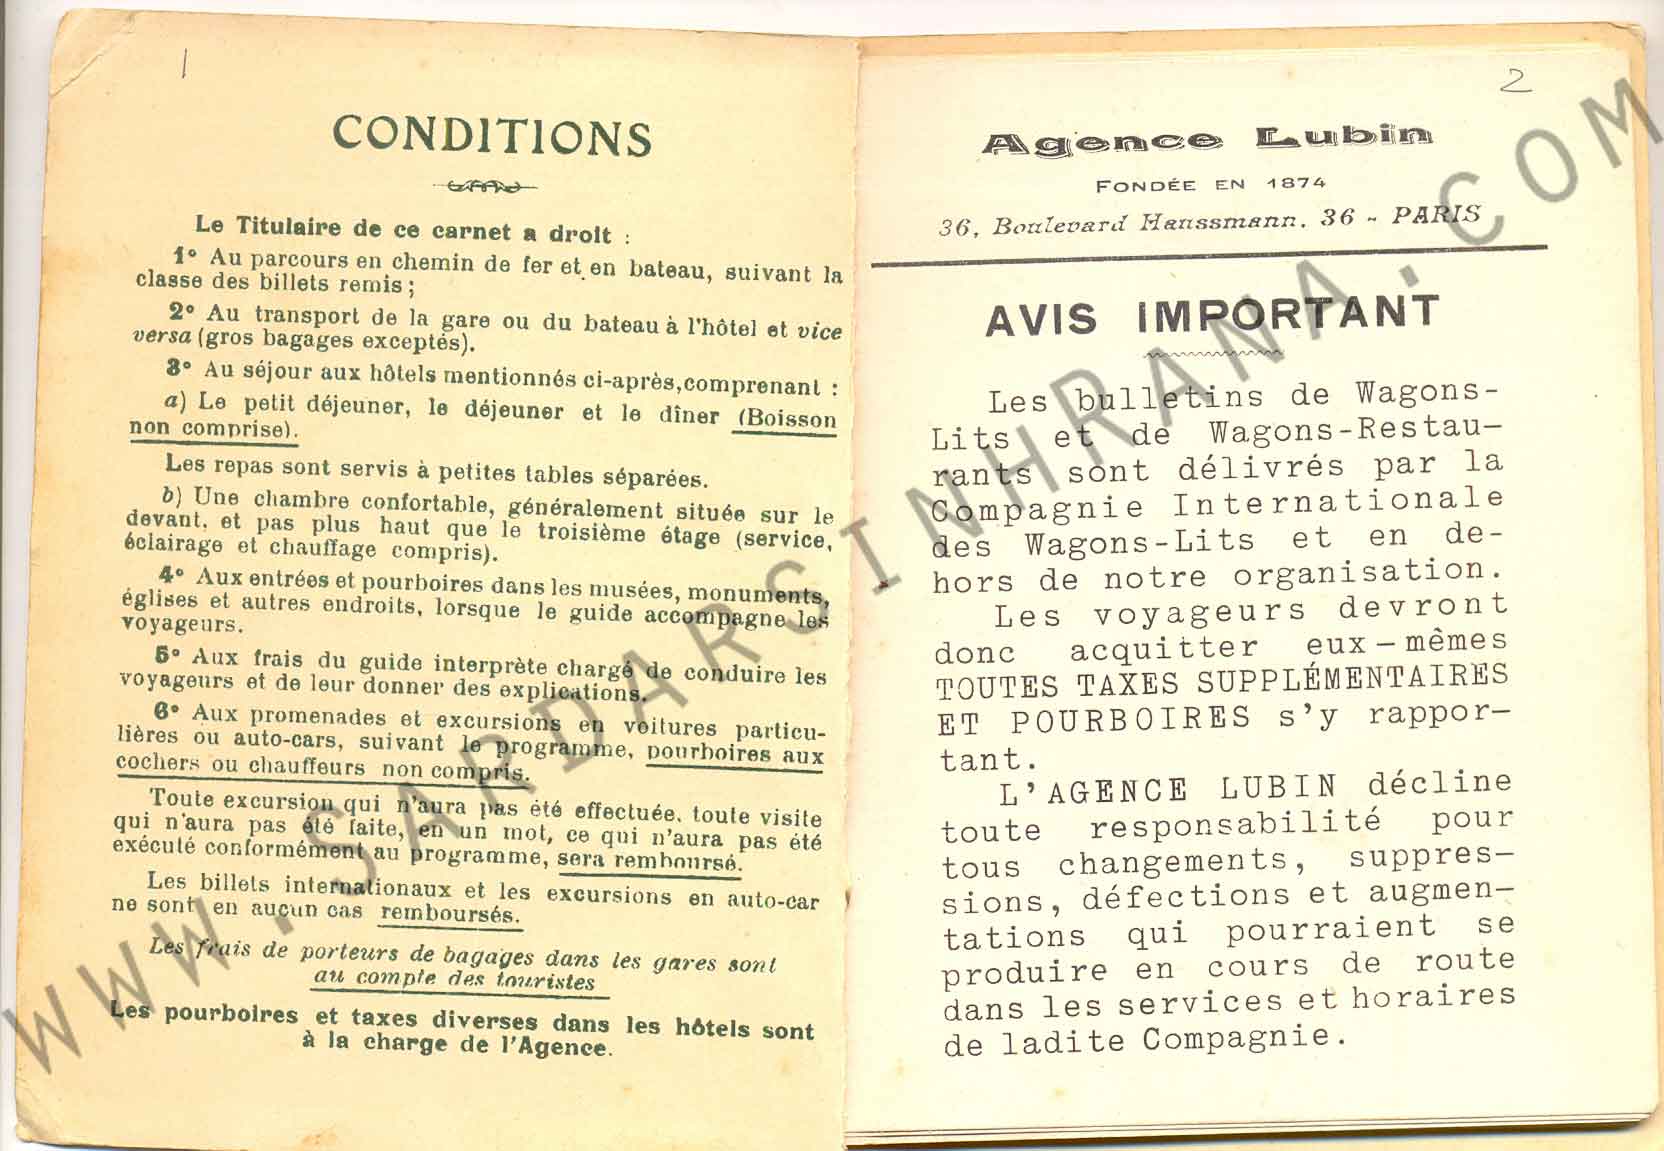 1
CONDITIONS
Le Titulaire de ce carnet a droit :
1° Au parcours en chemin de fer et en bateau, suivant la
classe des billets remis ;
2° Au transport de la gare ou du bateau à l'hôtel et vice
versa (gros bagages exceptés).
3° Au séjour aux hôtels mentionnés ci-après, comprenant :
a) Le petit déjeuner, le déjeuner et le dîner (Boisson
non comprise).
Les repas sont servis à petites tables séparées.
b) Une chambre confortable, généralement située sur le
devant, et pas plus haut que le troisième étage (service,
éclairage et chauffage compris).
4° Aux entrées et pourboires dans les musées, monuments,
églises et autres endroits, lorsque le guide accompagne les
voyageurs.
5° Aux frais du guide interprète chargé de conduire les
voyageurs et de leur donner des explications.
6° Aux promenades et excursions en voitures particu-
lières ou auto-cars, suivant le programme, pourboires aux
cochers ou chauffeurs non compris.
Toute excursion qui n'aura pas été effectuée, toute visite
qui n'aura pas été faite, en un mot, ce qui n'aura pas été
exécuté conformément au programme, sera remboursé.
Les billets internationaux et les excursions en auto-car
ne sont en aucun cas remboursés.
Les frais de porteurs de bagages dans les gares sont
au compte des touristes
Les pourboires et taxes diverses dans les hôtels sont
à la charge de l'Agence.
2
Agence Lubin
FONDÉE EN 1874
36, Boulevard Haussmann, 36 - PARIS
AVIS IMPORTANT
Les bulletins de Wagons-
Lits et de Wagons-Restau-
rants sont délivrés par la
Compagnie Internationale
des Wagons-Lits et en de-
hors de notre organisation.
Les voyageurs devront
donc acquitter eux-mêmes
TOUTES TAXES SUPPLÉMENTAIRES
ET POURBOIRES s'y rappor-
tant.
L'AGENCE LUBIN décline
toute responsabilité pour
tous changements, suppres-
sions, défections et augmen-
tations qui pourraient se
produire en cours de route
dans les services et horaires
de ladite Compagnie.
WWW.SARDARSINHRANA.COM